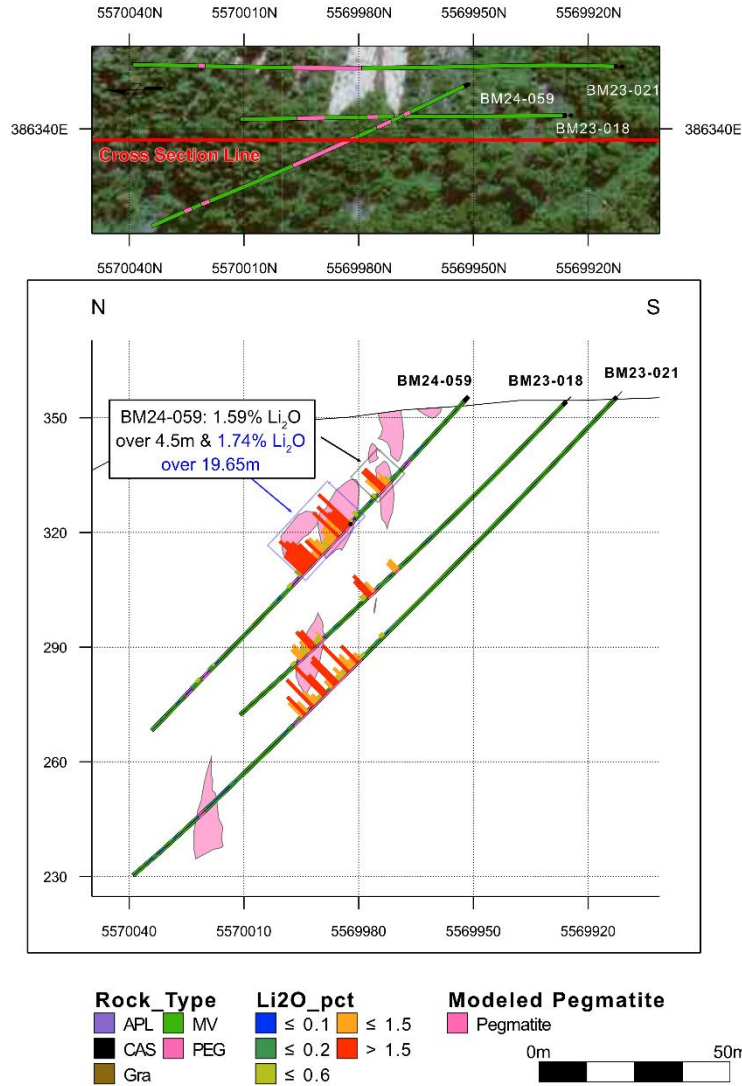 5570040N 5570010N 5569980N 5569950N 5569920N
BM24-059
BM23-021
386340E
BM23-018
386340E
Cross Section Line
5570040N 5570010N 5569980N 5569950N 5569920N
N
S
BM24-059
BM23-018
BM23-021
350
BM24-059: 1.59% Li₂O
over 4.5m & 1.74% Li₂O
over 19.65m
320
290
260
230
5570040 5570010 5569980 5569950 5569920
Rock_Type
APL MV
CAS PEG
Gra
Li2O_pct
≤ 0.1 ≤ 1.5
≤ 0.2 > 1.5
≤ 0.6
Modeled Pegmatite
Pegmatite
0m 50m